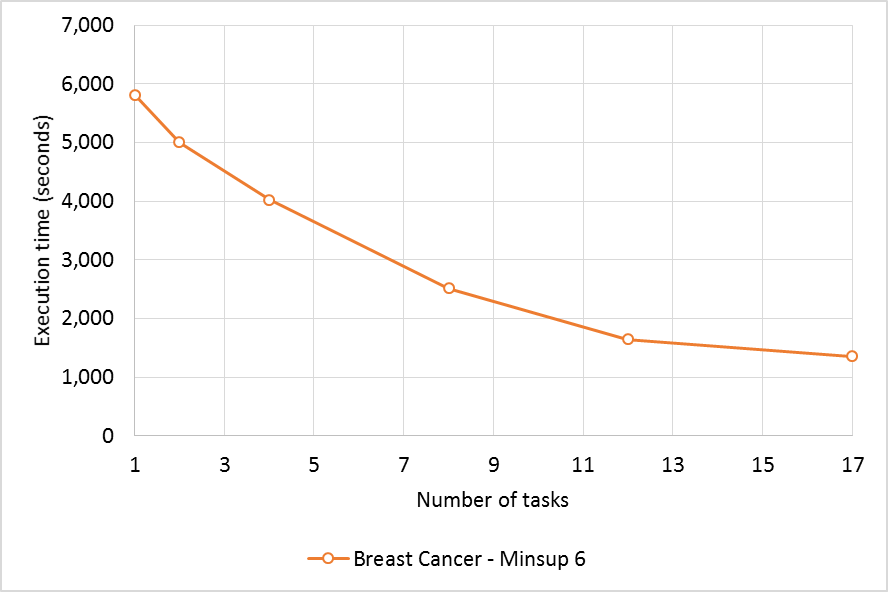 7,000
6,000
5,000
4,000
3,000
2,000
1,000
0
Execution time (seconds)
1 3 5 7 9 11 13 15 17
Number of tasks
Breast Cancer - Minsup 6